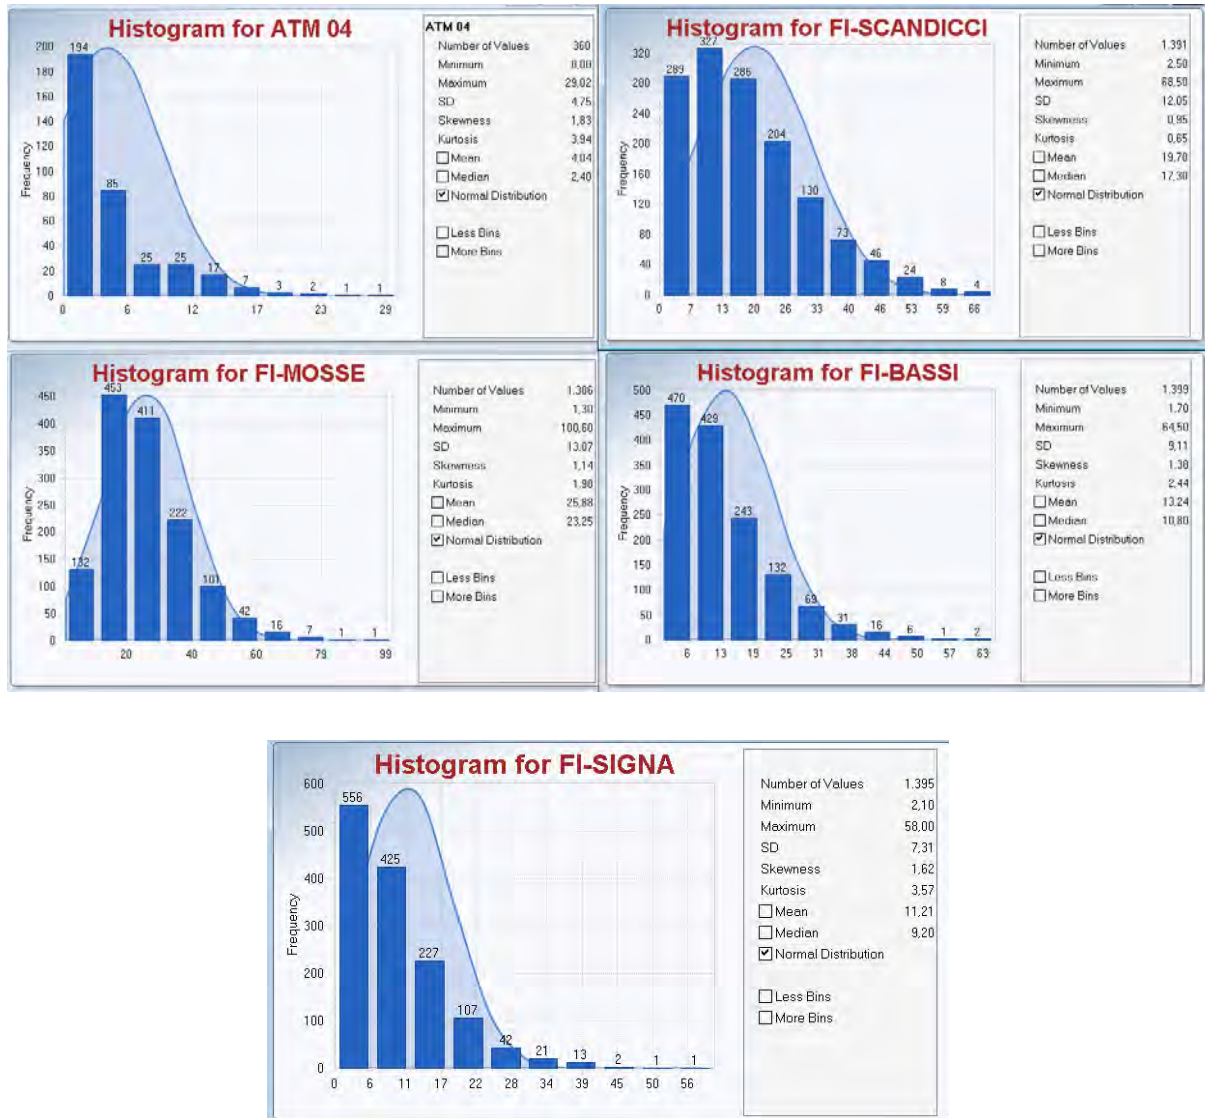 Histogram for ATM 04
Frequency
200
180
160
140
120
100
80
60
40
20
0
194
85
25
25
17
7
3
2
1
1
0 6 12 17 23 29
ATM 04
Number of Values 360
Minimum 0,00
Maximum 29,02
SD 4,75
Skewness 1,83
Kurtosis 3,94
Mean 4,04
Median 2,40
Normal Distribution
Less Bins
More Bins
Histogram for FI-SCANDICCI
Frequency
320
280
240
200
160
120
80
40
0
289
327
286
204
130
73
46
24
8
4
0 7 13 20 26 33 40 46 53 59 66
Number of Values 1.391
Minimum 2,50
Maximum 68,50
SD 12,05
Skewness 0,95
Kurtosis 0,65
Mean 19,70
Median 17,30
Normal Distribution
Less Bins
More Bins
Histogram for FI-MOSSE
Frequency
450
400
350
300
250
200
150
100
50
0
132
453
411
222
101
42
16
7
1
1
20 40 60 79 99
Number of Values 1.386
Minimum 1,30
Maximum 100,60
SD 13,07
Skewness 1,14
Kurtosis
Mean 25,88
Median 23,25
Normal Distribution
Less Bins
More Bins
Histogram for FI-BASSI
Frequency
500
450
400
350
300
250
200
150
100
50
0
470
429
243
132
69
31
16
6
1
2
6 13 19 25 31 38 44 50 57 63
Number of Values 1.399
Minimum 1,70
Maximum 64,50
SD 9,11
Skewness
Kurtosis 2,44
Mean 13,24
Median 10,80
Normal Distribution
Less Bins
More Bins
Histogram for FI-SIGNA
Frequency
600
500
400
300
200
100
0
556
425
227
107
42
21
13
2
1
1
0 6 11 17 22 28 34 39 45 50 56
Number of Values 1.395
Minimum 2,10
Maximum 58,00
SD 7,31
Skewness 1,62
Kurtosis 3,57
Mean 11,21
Median 9,20
Normal Distribution
Less Bins
More Bins